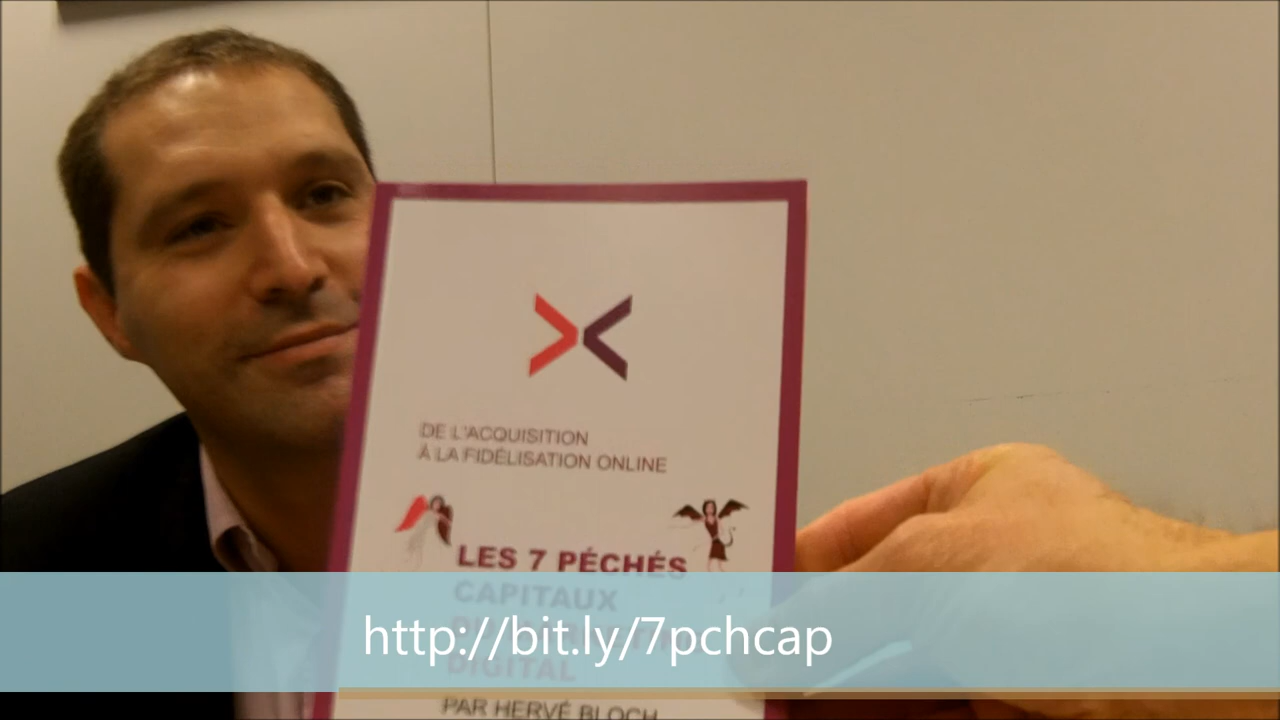 DE L'ACQUISITION
À LA FIDÉLISATION ONLINE
LES 7 PÉCHÉS
CAPITAUX
DIGITAL
http://bit.ly/7pchcap
PAR HERVÉ BLOCH